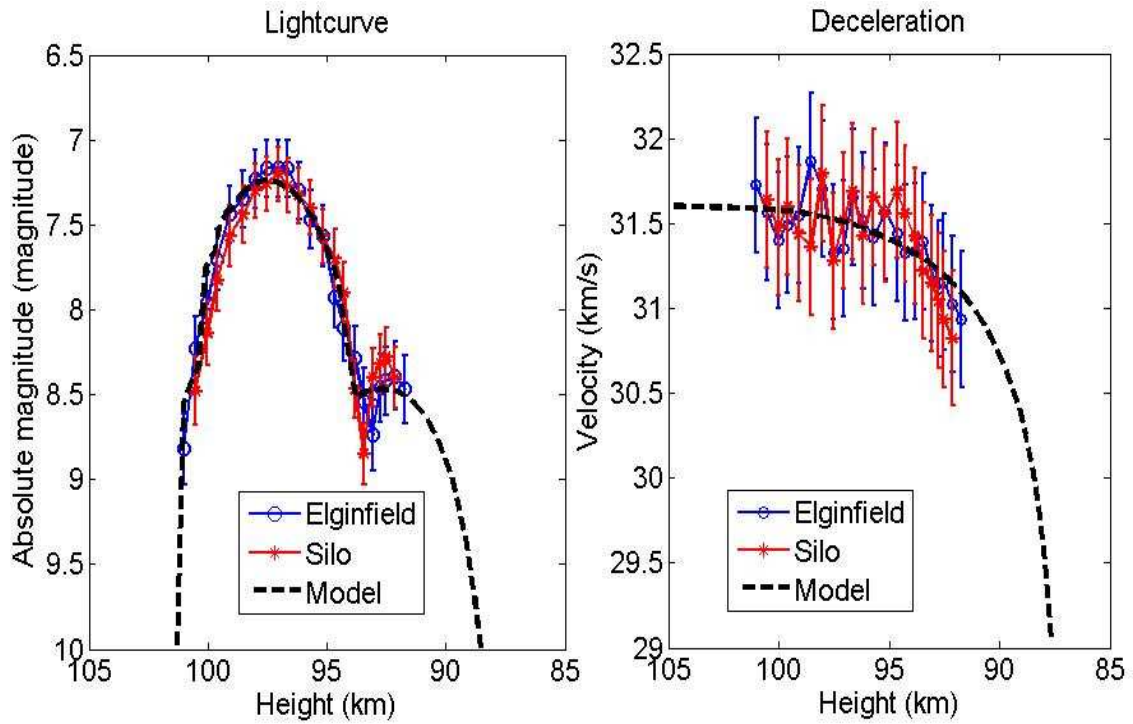 Lightcurve
6.5
7
7.5
8
8.5
9
9.5
10
Absolute magnitude (magnitude)
Elginfield
Silo
Model
105
100
95
90
85
Height (km)
Deceleration
32.5
32
31.5
31
30.5
30
29.5
29
Velocity (km/s)
Elginfield
Silo
Model
105
100
95
90
85
Height (km)